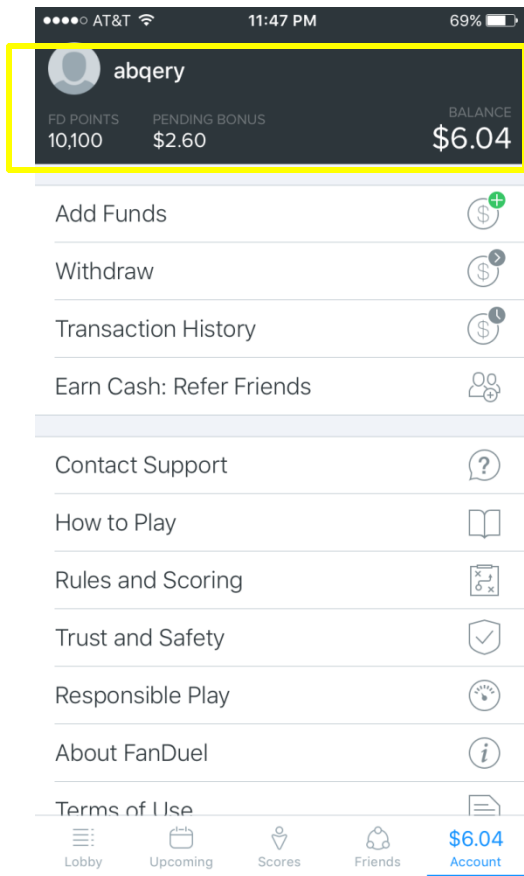 AT&T 11:47 PM 69%
abqery
FD POINTS PENDING BONUS BALANCE
10,100 $2.60 $6.04
Add Funds
Withdraw
Transaction History
Earn Cash: Refer Friends
Contact Support
How to Play
Rules and Scoring
Trust and Safety
Responsible Play
About FanDuel
Terms of Use
$6.04
Lobby Upcoming Scores Friends Account